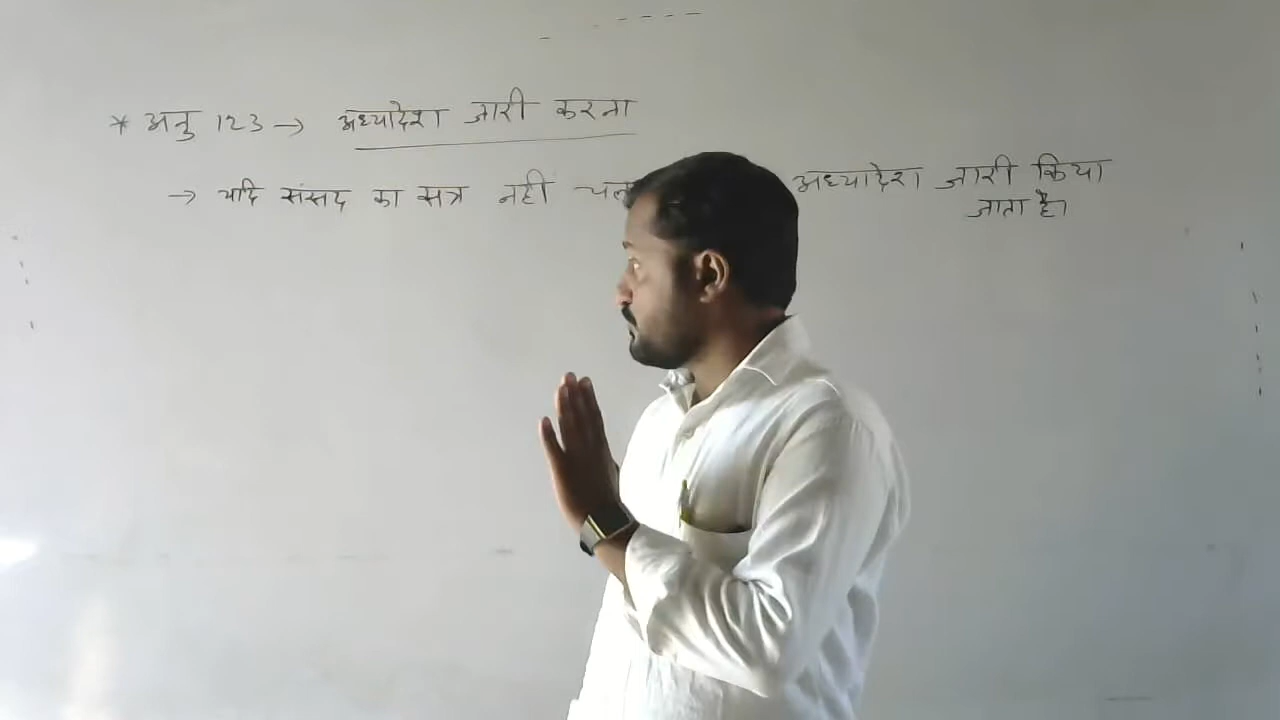 * अनु 123 → अध्यादेश जारी करना
→ यदि संसद का सत्र नही अध्यादेश जारी किया
जाता है।